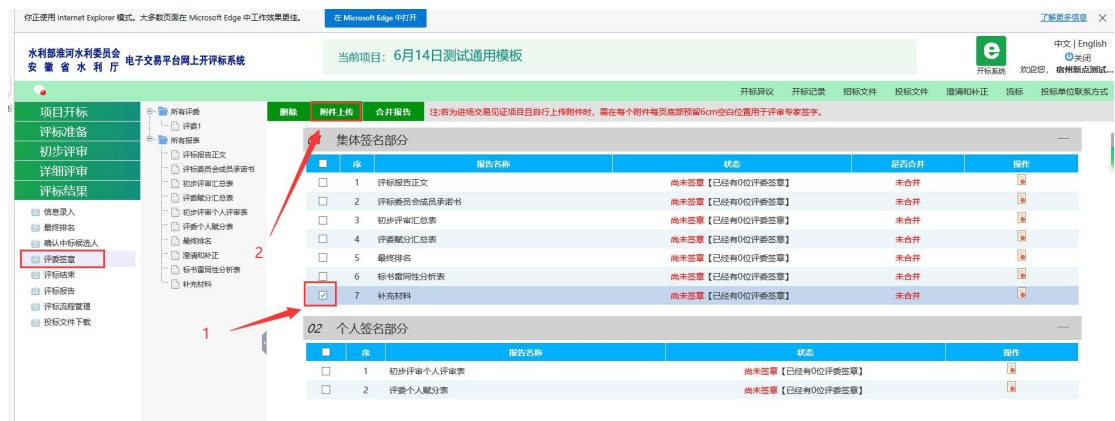 你正使用 Internet Explorer 模式。大多数页面在 Microsoft Edge 中工作效果更佳。 在 Microsoft Edge 中打开 了解更多信息
水利部淮河水利委员会
安徽省水利厅
电子交易平台网上开评标系统
当前项目: 6月14日测试通用模板
开标系统
中文 | English
关闭
欢迎您, 宿州新点测试...
开标异议 开标记录 招标文件 投标文件 澄清和补正 流标 投标单位联系方式
项目开标
评标准备
初步评审
详细评审
评标结果
信息录入
最终排名
确认中标候选人
评委签章
评标结束
评标报告
评标流程管理
投标文件下载
所有评委
评委1
所有报表
评标报告正文
评标委员会成员承诺书
初步评审汇总表
评委赋分汇总表
初步评审个人评审表
评委个人赋分表
最终排名
澄清和补正
标书雷同性分析表
补充材料
删除 附件上传 合并报告 注:若为进场交易见证项目且自行上传附件时，需在每个附件每页底部预留6cm空白位置用于评审专家签字。
集体签名部分
序 报告名称 状态 是否合并 操作
1 评标报告正文 尚未签章【已经有0位评委签章】 未合并
2 评标委员会成员承诺书 尚未签章【已经有0位评委签章】 未合并
3 初步评审汇总表 尚未签章【已经有0位评委签章】 未合并
4 评委赋分汇总表 尚未签章【已经有0位评委签章】 未合并
5 最终排名 尚未签章【已经有0位评委签章】 未合并
6 标书雷同性分析表 尚未签章【已经有0位评委签章】 未合并
7 补充材料 尚未签章【已经有0位评委签章】 未合并
2
1
02 个人签名部分
序 报告名称 状态 操作
1 初步评审个人评审表 尚未签章【已经有0位评委签章】
2 评委个人赋分表 尚未签章【已经有0位评委签章】